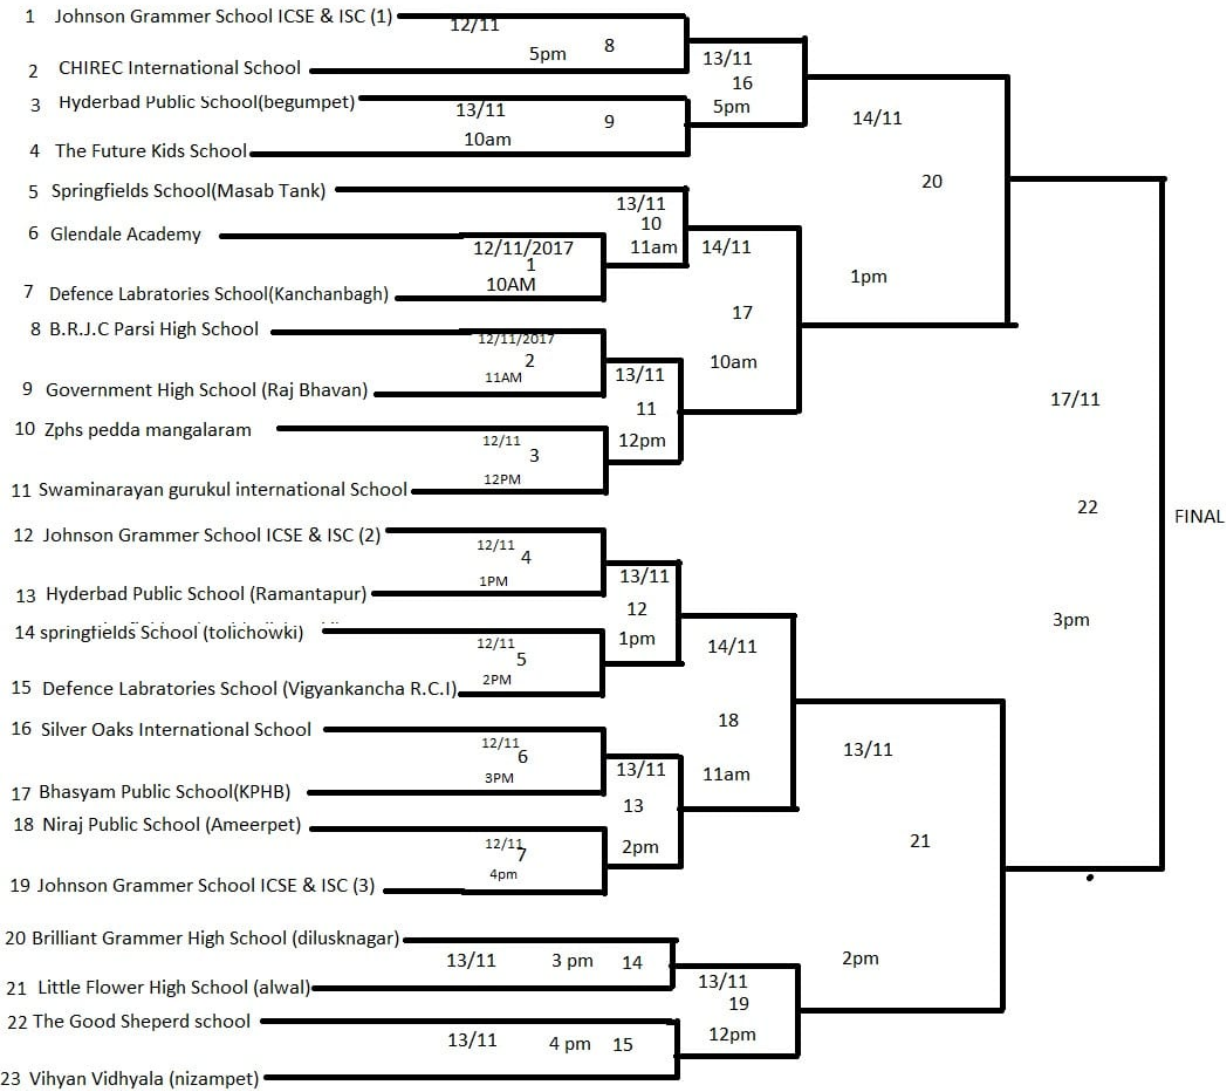 1 Johnson Grammer School ICSE & ISC (1)
12/11
5pm 8
2 CHIREC International School
13/11
16
5pm
3 Hyderbad Public School(begumpet)
13/11 9
10am
4 The Future Kids School
14/11
20
1pm
5 Springfields School(Masab Tank)
13/11
10
11am
6 Glendale Academy
12/11/2017
1
10AM
7 Defence Labratories School(Kanchanbagh)
14/11
17
10am
8 B.R.J.C Parsi High School
12/11/2017
2
11AM
9 Government High School (Raj Bhavan)
13/11
11
12pm
10 Zphs pedda mangalaram
12/11
3
12PM
11 Swaminarayan gurukul international School
17/11
22
3pm
FINAL
12 Johnson Grammer School ICSE & ISC (2)
12/11
4
1PM
13 Hyderbad Public School (Ramantapur)
13/11
12
1pm
14 springfields School (tolichowki)
12/11
5
2PM
15 Defence Labratories School (Vigyankancha R.C.I)
14/11
18
11am
16 Silver Oaks International School
12/11
6
3PM
17 Bhasyam Public School(KPHB)
13/11
13
2pm
18 Niraj Public School (Ameerpet)
12/11
7
4pm
19 Johnson Grammer School ICSE & ISC (3)
13/11
21
2pm
20 Brilliant Grammer High School (dilusknagar)
13/11 3 pm 14
21 Little Flower High School (alwal)
13/11
19
12pm
22 The Good Sheperd school
13/11 4 pm 15
23 Vihyan Vidhyala (nizampet)